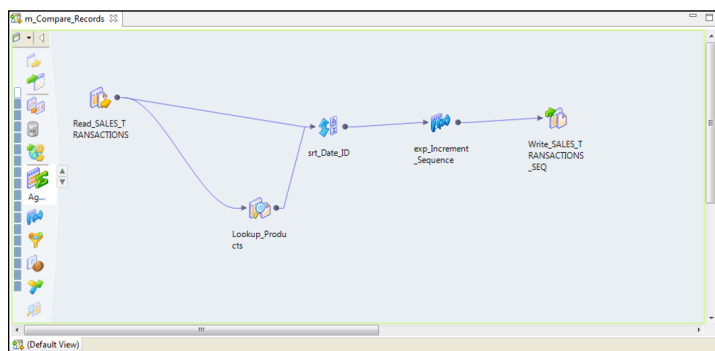 m_Compare_Records
Read_SALES_T
RANSACTIONS
srt_Date_ID
exp_Increment
_Sequence
Write_SALES_T
RANSACTIONS
_SEQ
Ag...
Lookup_Produ
cts
(Default View)